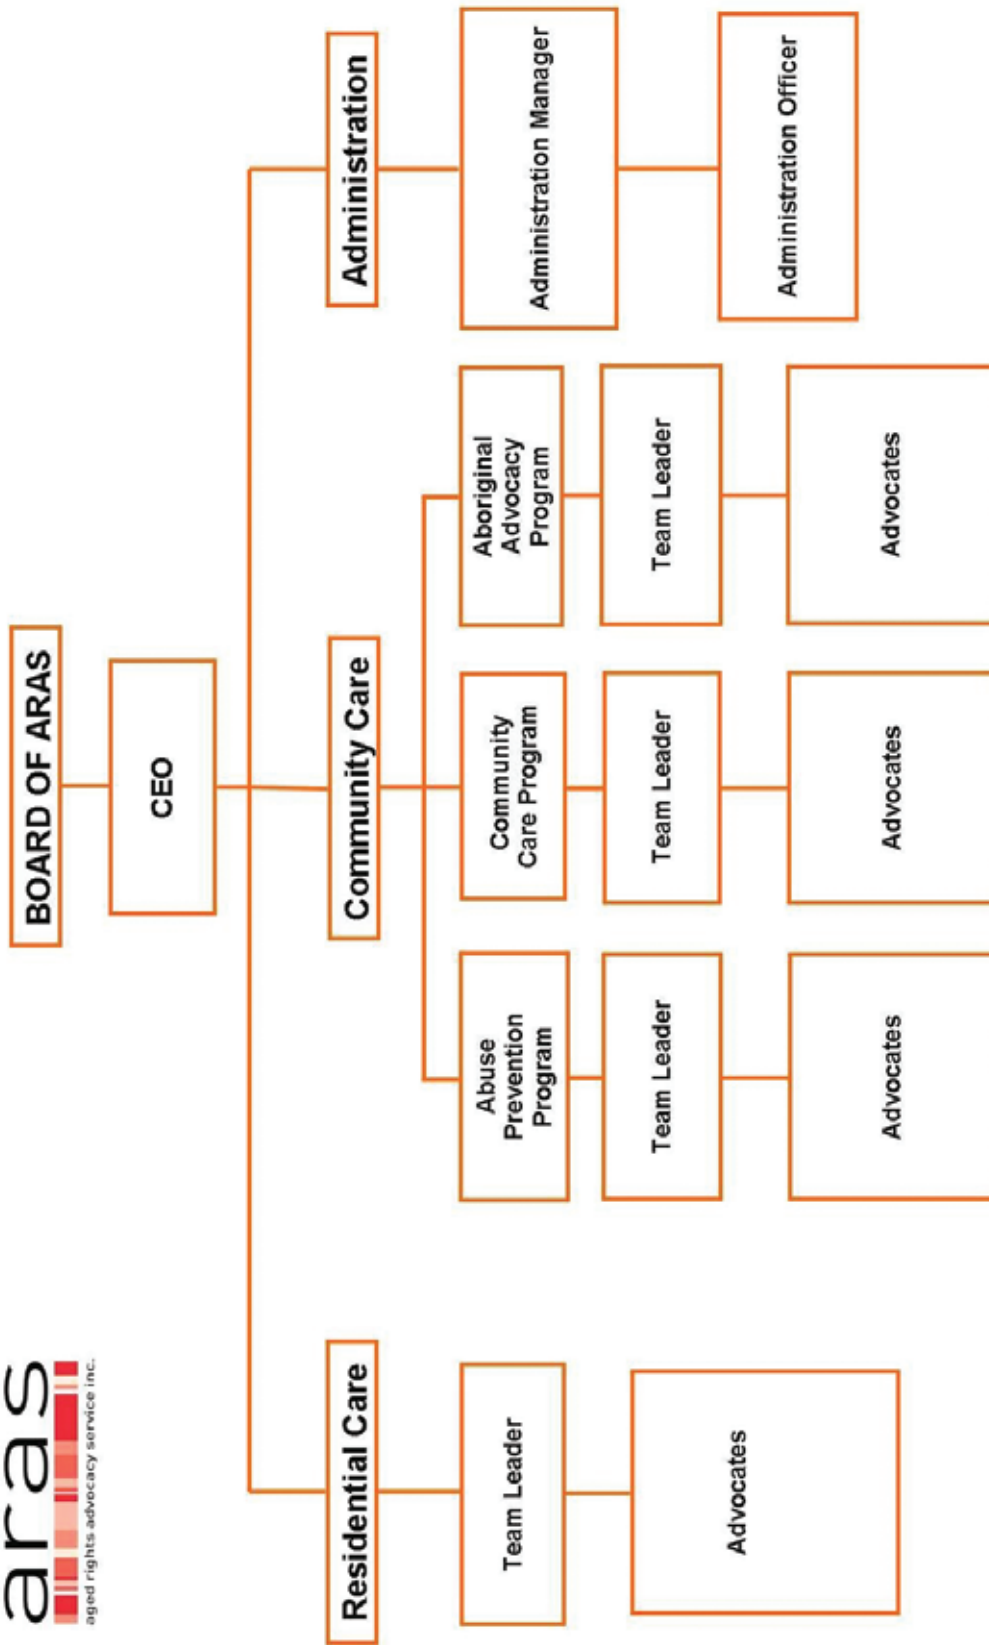 aras
aged rights advocacy service inc.
BOARD OF ARAS
CEO
Residential Care
Community Care
Administration
Team Leader
Abuse
Prevention
Program
Community
Care Program
Aboriginal
Advocacy
Program
Administration Manager
Team Leader
Team Leader
Team Leader
Advocates
Advocates
Advocates
Advocates
Administration Officer